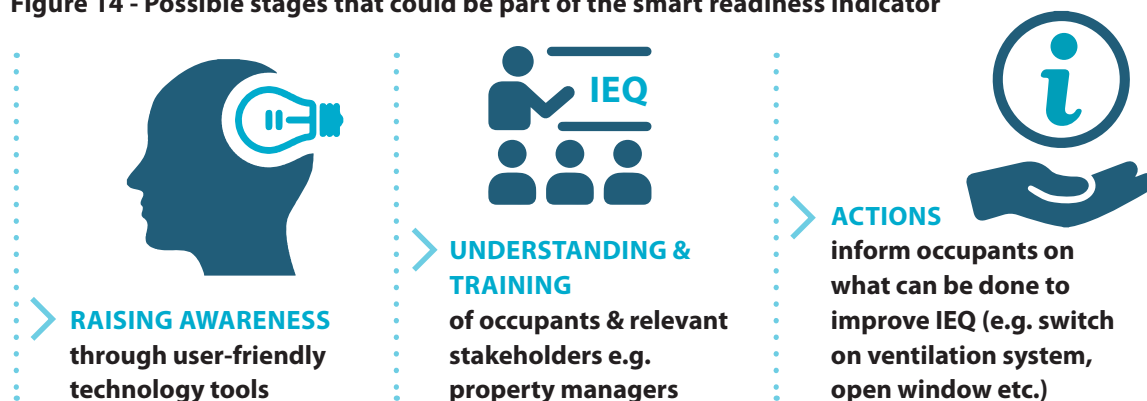 Figure 14 - Possible stages that could be part of the smart readiness indicator
RAISING AWARENESS
through user-friendly
technology tools
IEQ
UNDERSTANDING &
TRAINING
of occupants & relevant
stakeholders e.g.
property managers
i
ACTIONS
inform occupants on
what can be done to
improve IEQ (e.g. switch
on ventilation system,
open window etc.)